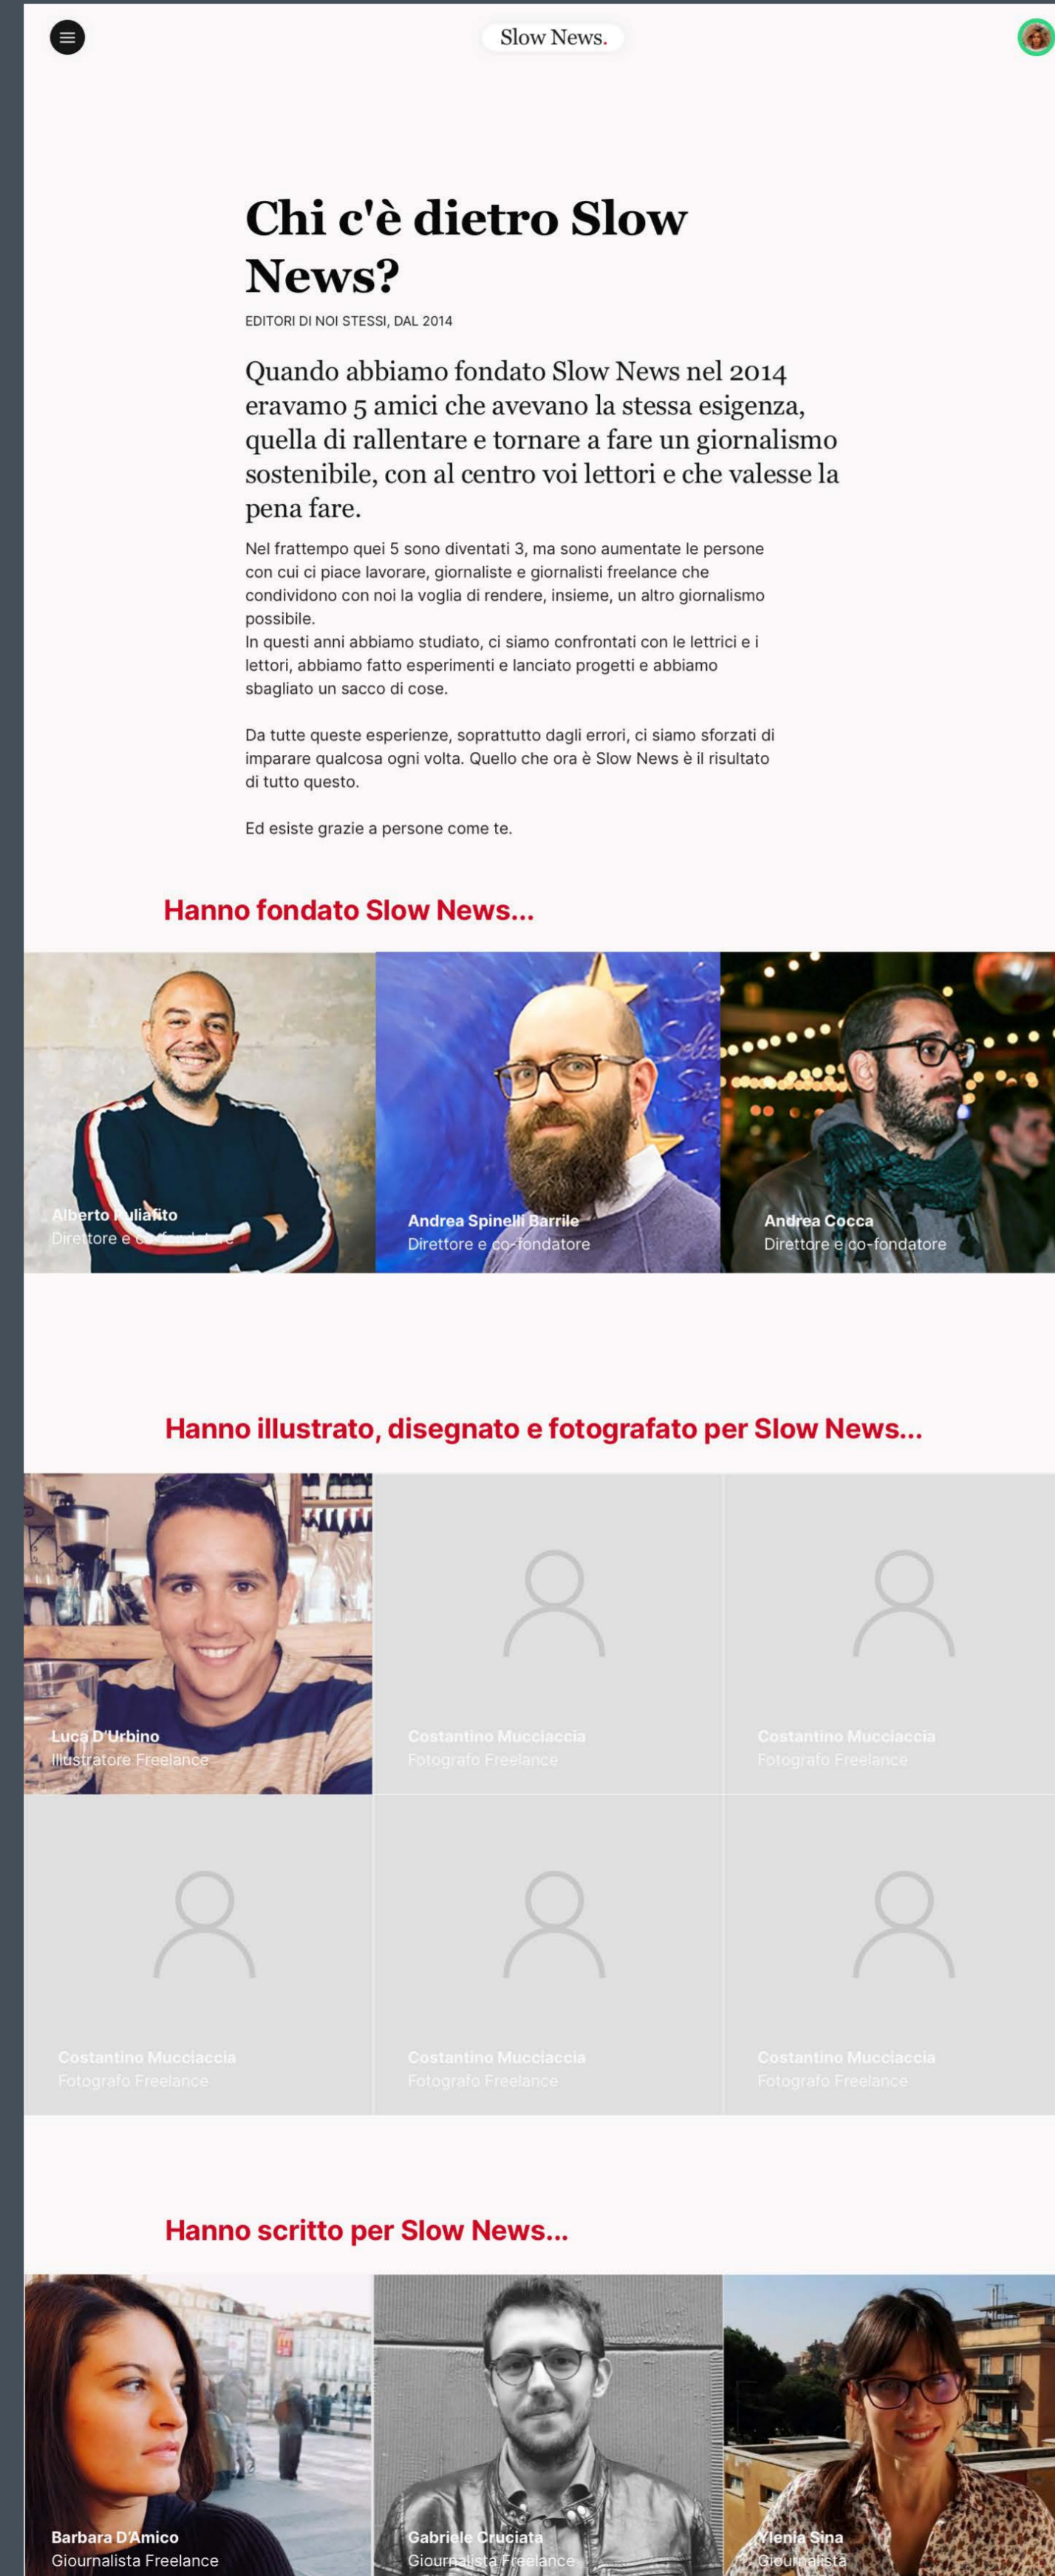 Slow News.
Chi c'è dietro Slow
News?
EDITORI DI NOI STESSI, DAL 2014
Quando abbiamo fondato Slow News nel 2014
eravamo 5 amici che avevano la stessa esigenza,
quella di rallentare e tornare a fare un giornalismo
sostenibile, con al centro voi lettori e che valesse la
pena fare.
Nel frattempo quei 5 sono diventati 3, ma sono aumentate le persone
con cui ci piace lavorare, giornaliste e giornalisti freelance che
condividono con noi la voglia di rendere, insieme, un altro giornalismo
possibile.
In questi anni abbiamo studiato, ci siamo confrontati con le lettrici e i
lettori, abbiamo fatto esperimenti e lanciato progetti e abbiamo
sbagliato un sacco di cose.
Da tutte queste esperienze, soprattutto dagli errori, ci siamo sforzati di
imparare qualcosa ogni volta. Quello che ora è Slow News è il risultato
di tutto questo.
Ed esiste grazie a persone come te.
Hanno fondato Slow News...
Alberto Puliafito
Direttore e co-fondatore
Andrea Spinelli Barrile
Direttore e co-fondatore
Andrea Cocca
Direttore e co-fondatore
Hanno illustrato, disegnato e fotografato per Slow News...
Luca D'Urbino
Illustratore Freelance
Costantino Mucciaccia
Fotografo Freelance
Costantino Mucciaccia
Fotografo Freelance
Costantino Mucciaccia
Fotografo Freelance
Costantino Mucciaccia
Fotografo Freelance
Costantino Mucciaccia
Fotografo Freelance
Hanno scritto per Slow News...
Barbara D'Amico
Giournalista Freelance
Gabriele Cruciata
Giournalista Freelance
Ylenia Sina
Giournalista